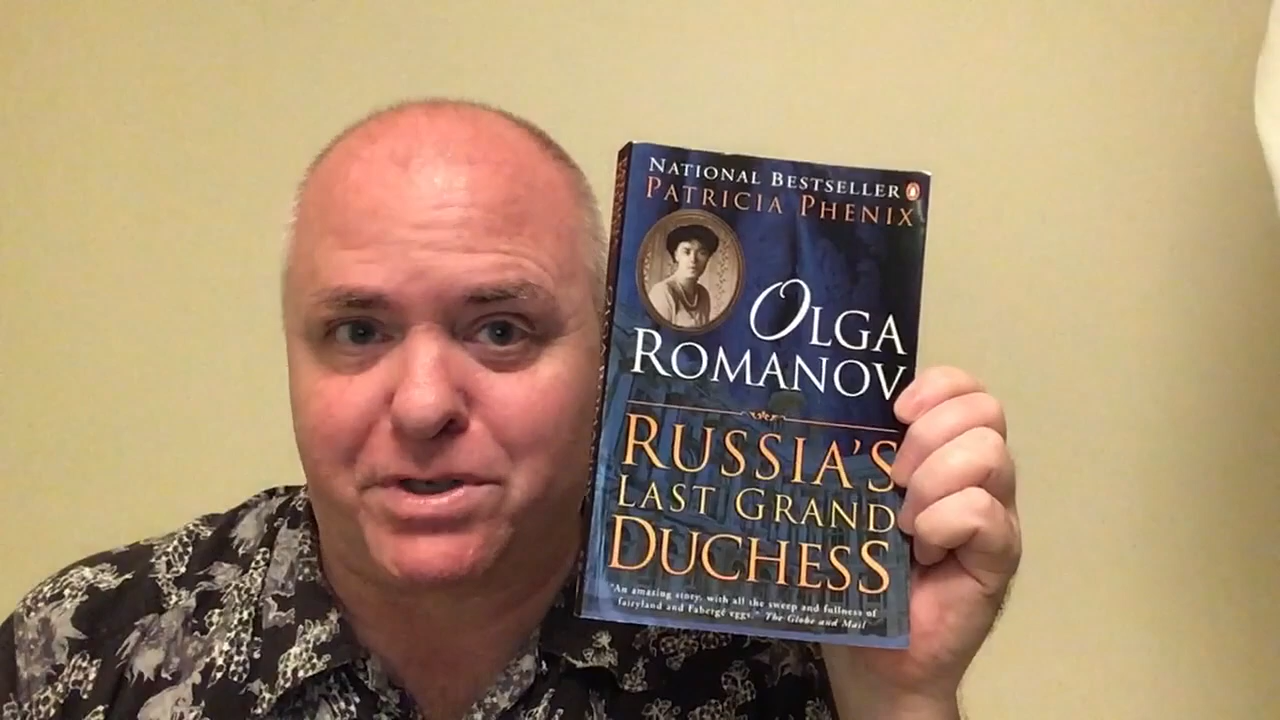 NATIONAL BESTSELLER
PATRICIA PHENIX
OLGA
ROMANOV
RUSSIA'S
LAST GRAND
DUCHESS
"An amazing story, with all the sweep and fullness of
fairyland and Fabergé eggs." The Globe and Mail